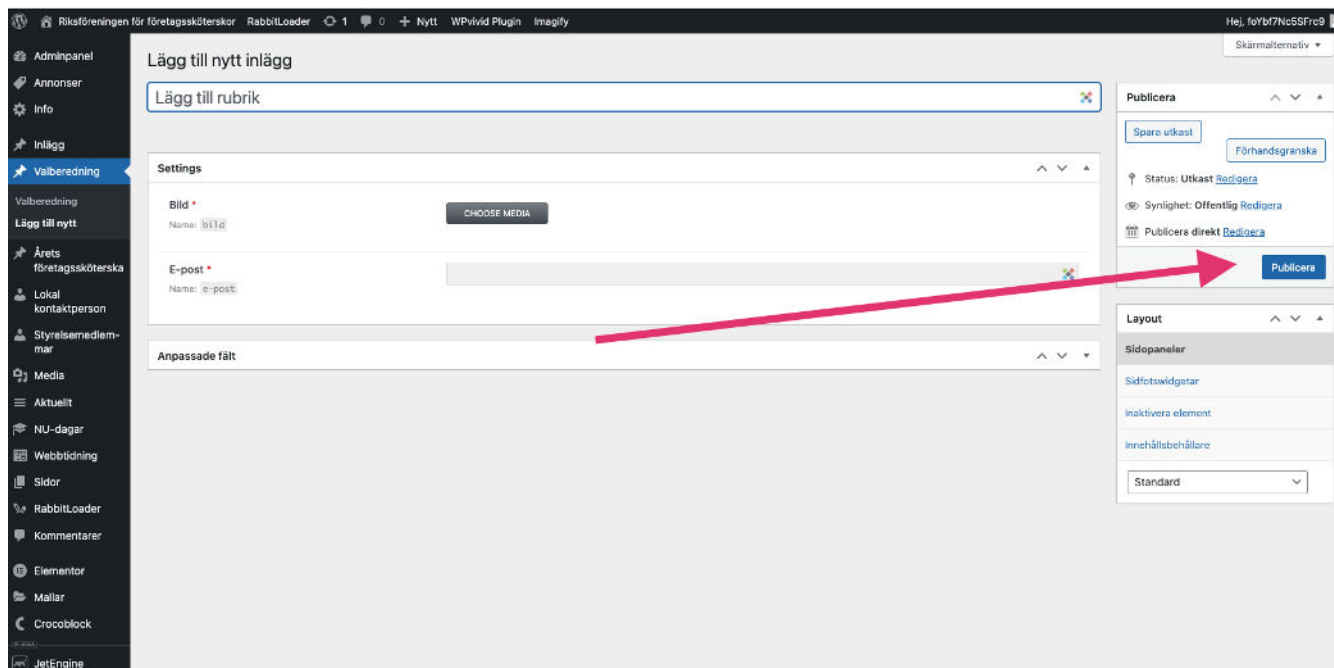 Riksföreningen för företagssköterskor RabbitLoader 1 0 + Nytt WPvivid Plugin Imagify Hej, foYbf7Nc5SFrc9
Skärmalternativ
Adminpanel
Annonser
Info
Inlägg
Valberedning
Valberedning
Lägg till nytt
Årets
företagssköterska
Lokal
kontaktperson
Styrelsemedlem-
mar
Media
Aktuellt
NU-dagar
Webbtidning
Sidor
RabbitLoader
Kommentarer
Elementor
Mallar
Crocoblock
JetEngine
Lägg till nytt inlägg
Lägg till rubrik
Settings
Bild *
Name: bild
CHOOSE MEDIA
E-post *
Name: e-post
Anpassade fält
Publicera
Spara utkast
Förhandsgranska
Status: Utkast Redigera
Synlighet: Offentlig Redigera
Publicera direkt Redigera
Publicera
Layout
Sidopaneler
Sidfotswidgetar
Inaktivera element
Innehållsbehållare
Standard